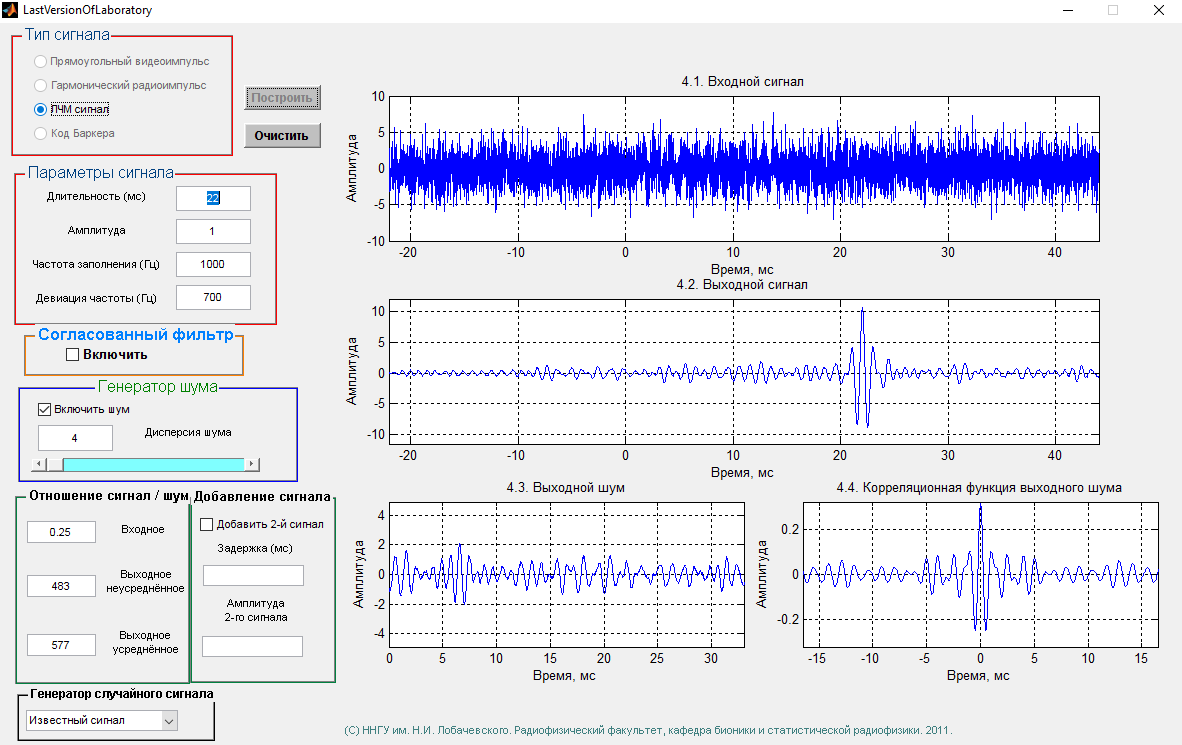 LastVersionOfLaboratory
Тип сигнала
Прямоугольный видеоимпульс
Гармонический радиоимпульс
ЛЧМ сигнал
Код Баркера
Построить
Очистить
Параметры сигнала
Длительность (мс)
22
Амплитуда
1
Частота заполнения (Гц)
1000
Девиация частоты (Гц)
700
Согласованный фильтр
Включить
Генератор шума
Включить шум
4
Дисперсия шума
Отношение сигнал / шум
0.25
Входное
483
Выходное
неусреднённое
577
Выходное
усреднённое
Добавление сигнала
Добавить 2-й сигнал
Задержка (мс)
Амплитуда
2-го сигнала
Генератор случайного сигнала
Известный сигнал
4.1. Входной сигнал
Амплитуда
10
5
0
-5
-10
-20 -10 0 10 20 30 40
Время, мс
4.2. Выходной сигнал
Амплитуда
10
5
0
-5
-10
-20 -10 0 10 20 30 40
Время, мс
4.3. Выходной шум
Амплитуда
4
2
0
-2
-4
0 5 10 15 20 25 30
Время, мс
4.4. Корреляционная функция выходного шума
Амплитуда
0.2
0
-0.2
-15 -10 -5 0 5 10 15
Время, мс
(С) ННГУ им. Н.И. Лобачевского. Радиофизический факультет, кафедра бионики и статистической радиофизики. 2011.